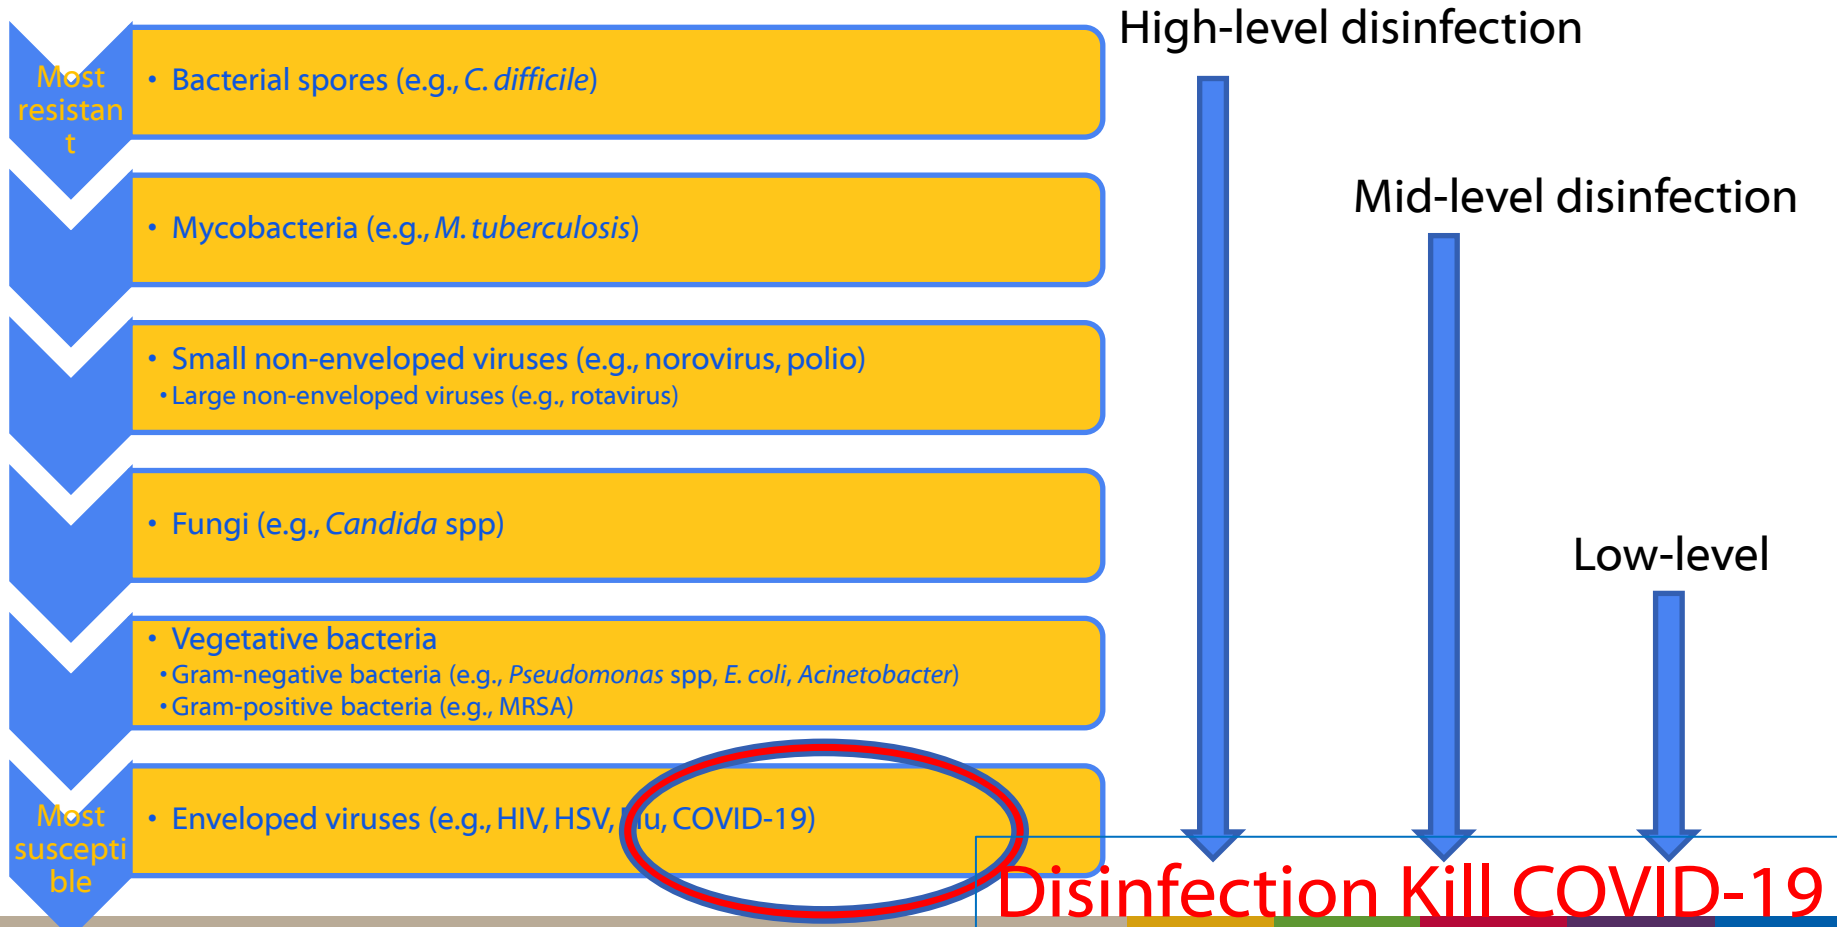 High-level disinfection
Most
resistan
t
• Bacterial spores (e.g., C. difficile)
Mid-level disinfection
• Mycobacteria (e.g., M. tuberculosis)
• Small non-enveloped viruses (e.g., norovirus, polio)
• Large non-enveloped viruses (e.g., rotavirus)
• Fungi (e.g., Candida spp)
Low-level
• Vegetative bacteria
• Gram-negative bacteria (e.g., Pseudomonas spp, E. coli, Acinetobacter)
• Gram-positive bacteria (e.g., MRSA)
Most
suscepti
ble
• Enveloped viruses (e.g., HIV, HSV, flu, COVID-19)
Disinfection Kill COVID-19